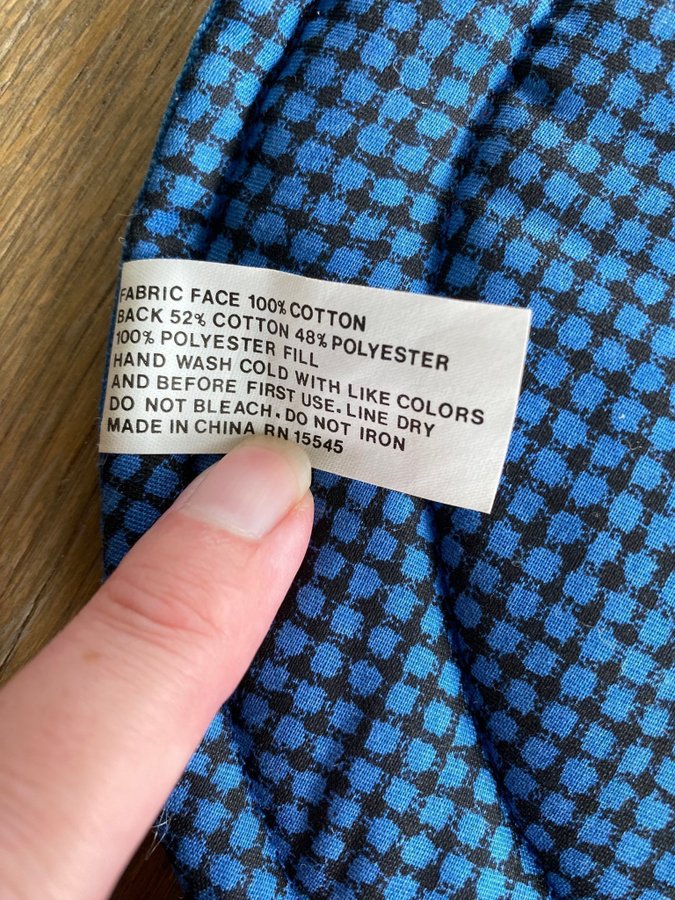 FABRIC FACE 100% COTTON
BACK 52% COTTON 48% POLYESTER
100% POLYESTER FILL
HAND WASH COLD WITH LIKE COLORS
AND BEFORE FIRST USE. LINE DRY
DO NOT BLEACH. DO NOT IRON
MADE IN CHINA RN 15545